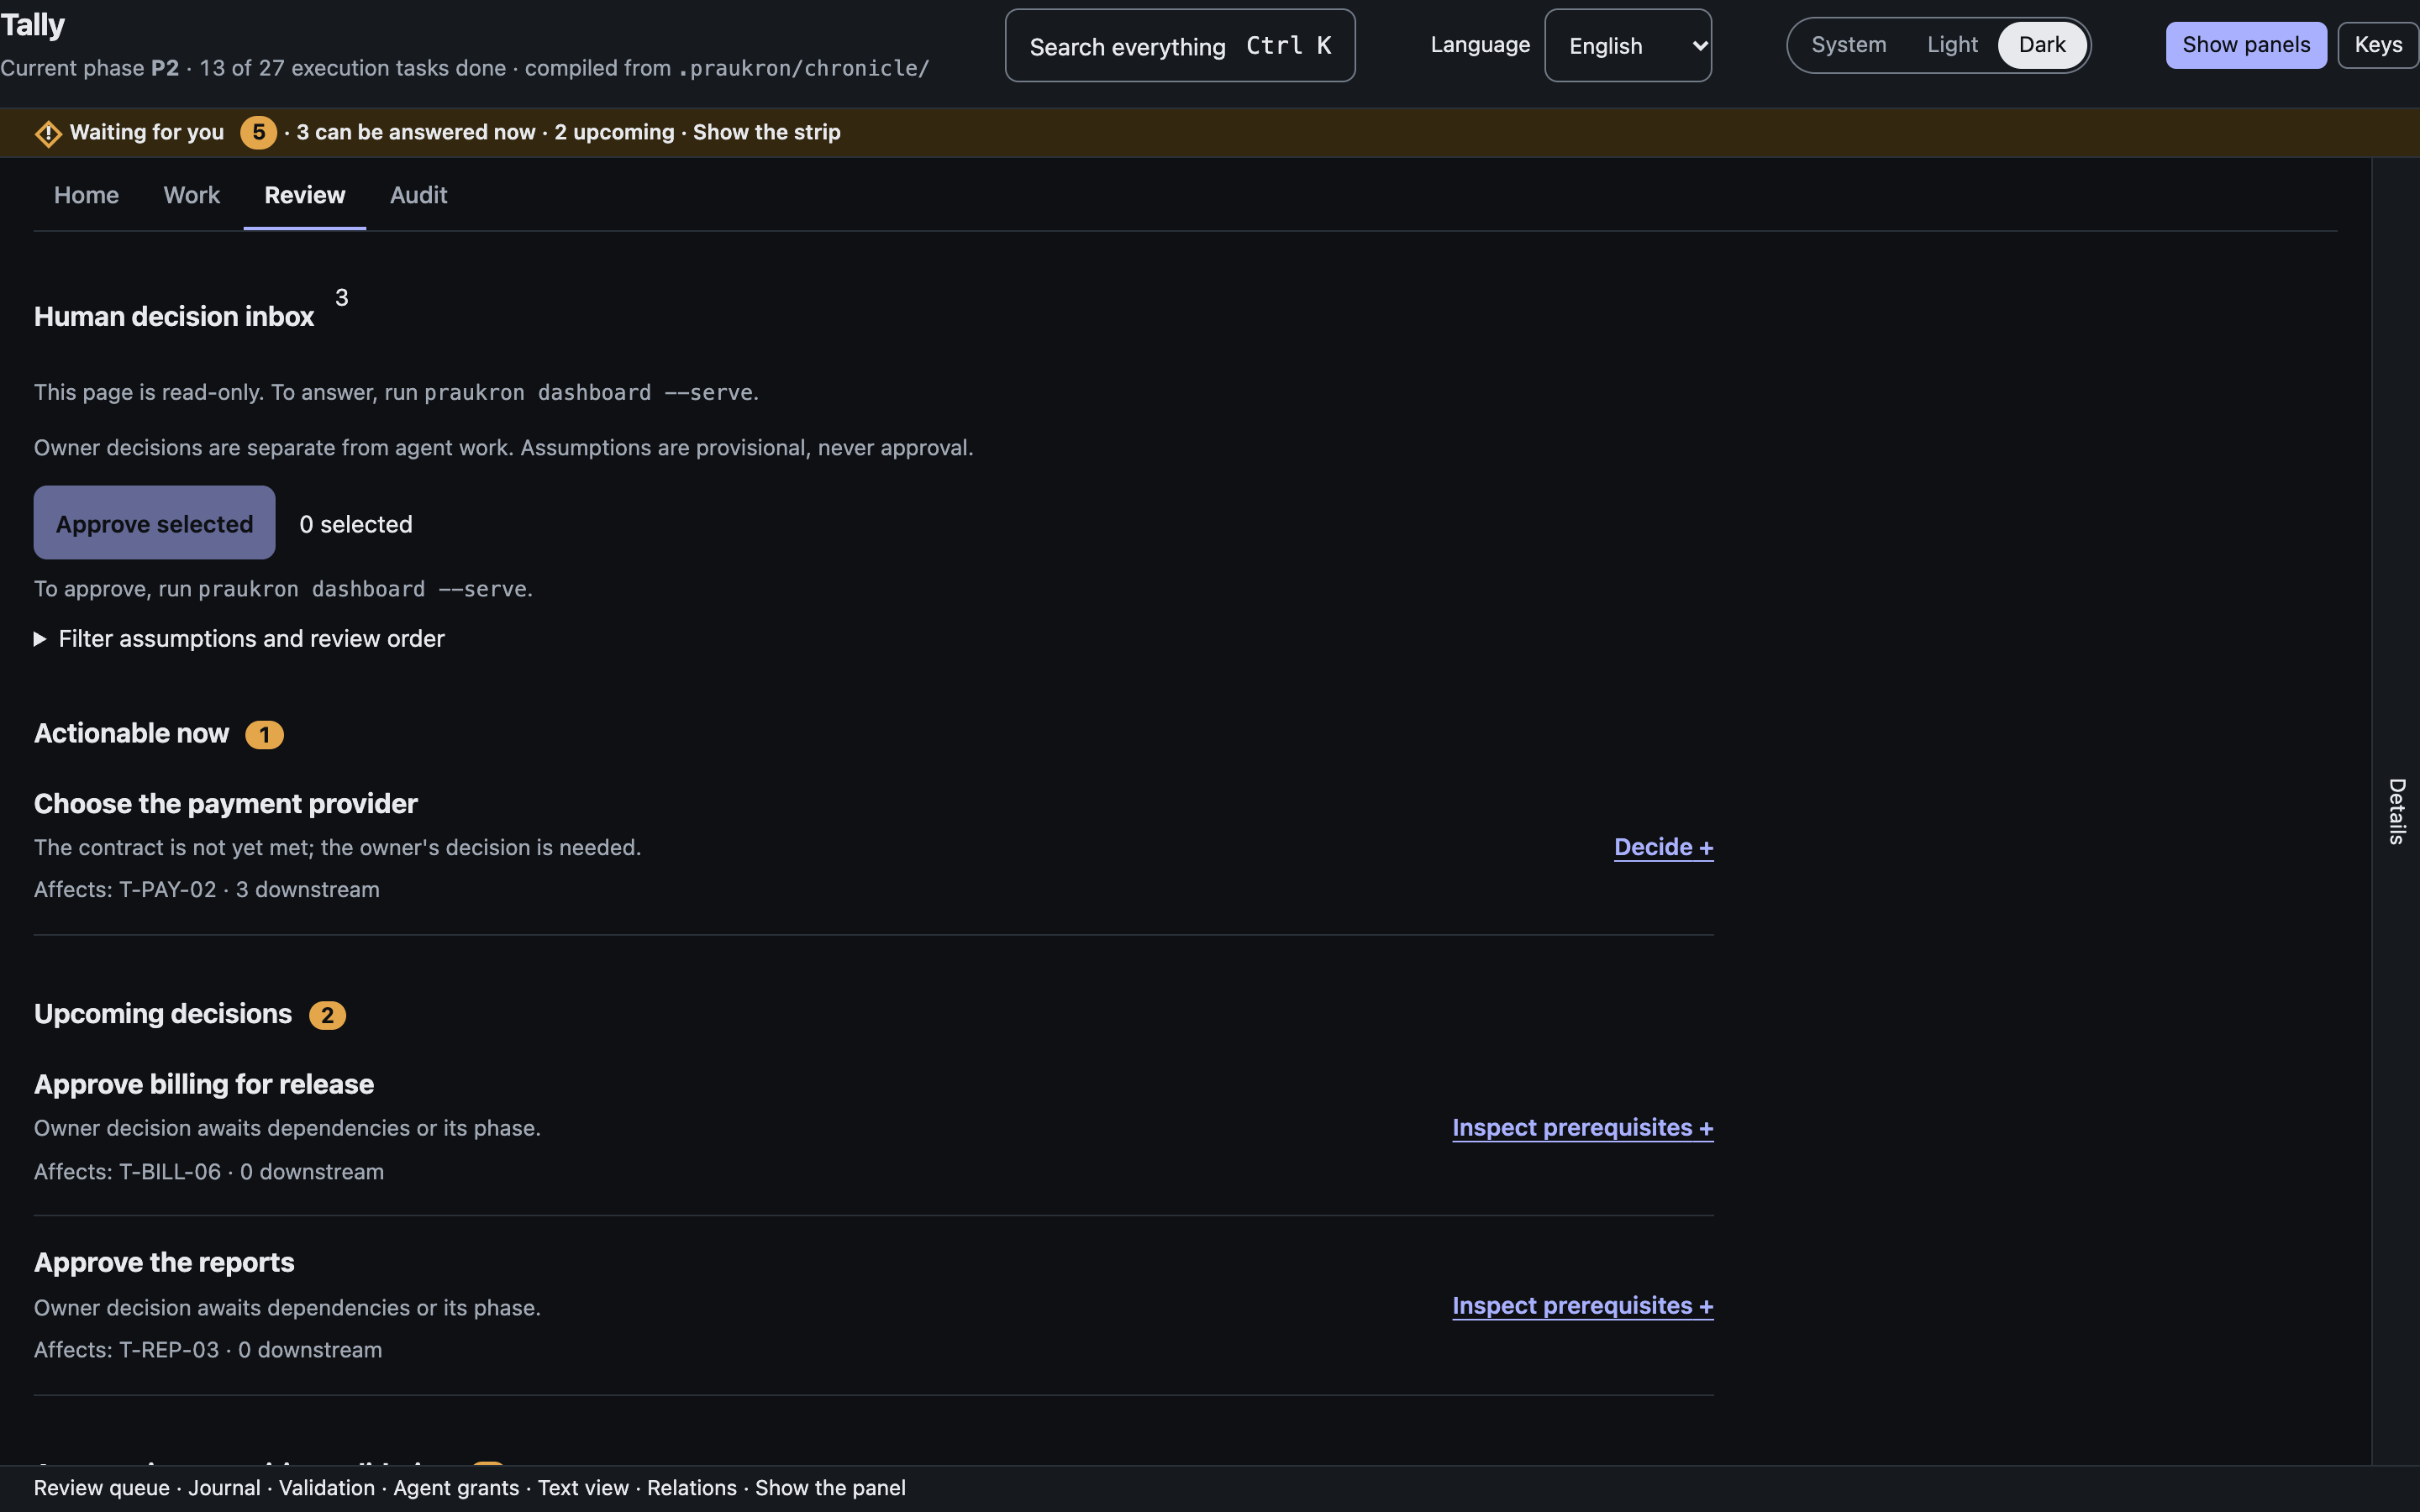 Tally
Current phase P2 · 13 of 27 execution tasks done · compiled from .praukron/chronicle/
Search everything Ctrl K
Language English
System Light Dark
Show panels
Keys
Waiting for you 5 · 3 can be answered now · 2 upcoming · Show the strip
Home Work Review Audit
Human decision inbox 3
This page is read-only. To answer, run praukron dashboard --serve.
Owner decisions are separate from agent work. Assumptions are provisional, never approval.
Approve selected 0 selected
To approve, run praukron dashboard --serve.
Filter assumptions and review order
Actionable now 1
Choose the payment provider
The contract is not yet met; the owner's decision is needed.
Decide +
Affects: T-PAY-02 · 3 downstream
Upcoming decisions 2
Approve billing for release
Owner decision awaits dependencies or its phase.
Inspect prerequisites +
Affects: T-BILL-06 · 0 downstream
Approve the reports
Owner decision awaits dependencies or its phase.
Inspect prerequisites +
Affects: T-REP-03 · 0 downstream
Details
Review queue · Journal · Validation · Agent grants · Text view · Relations · Show the panel